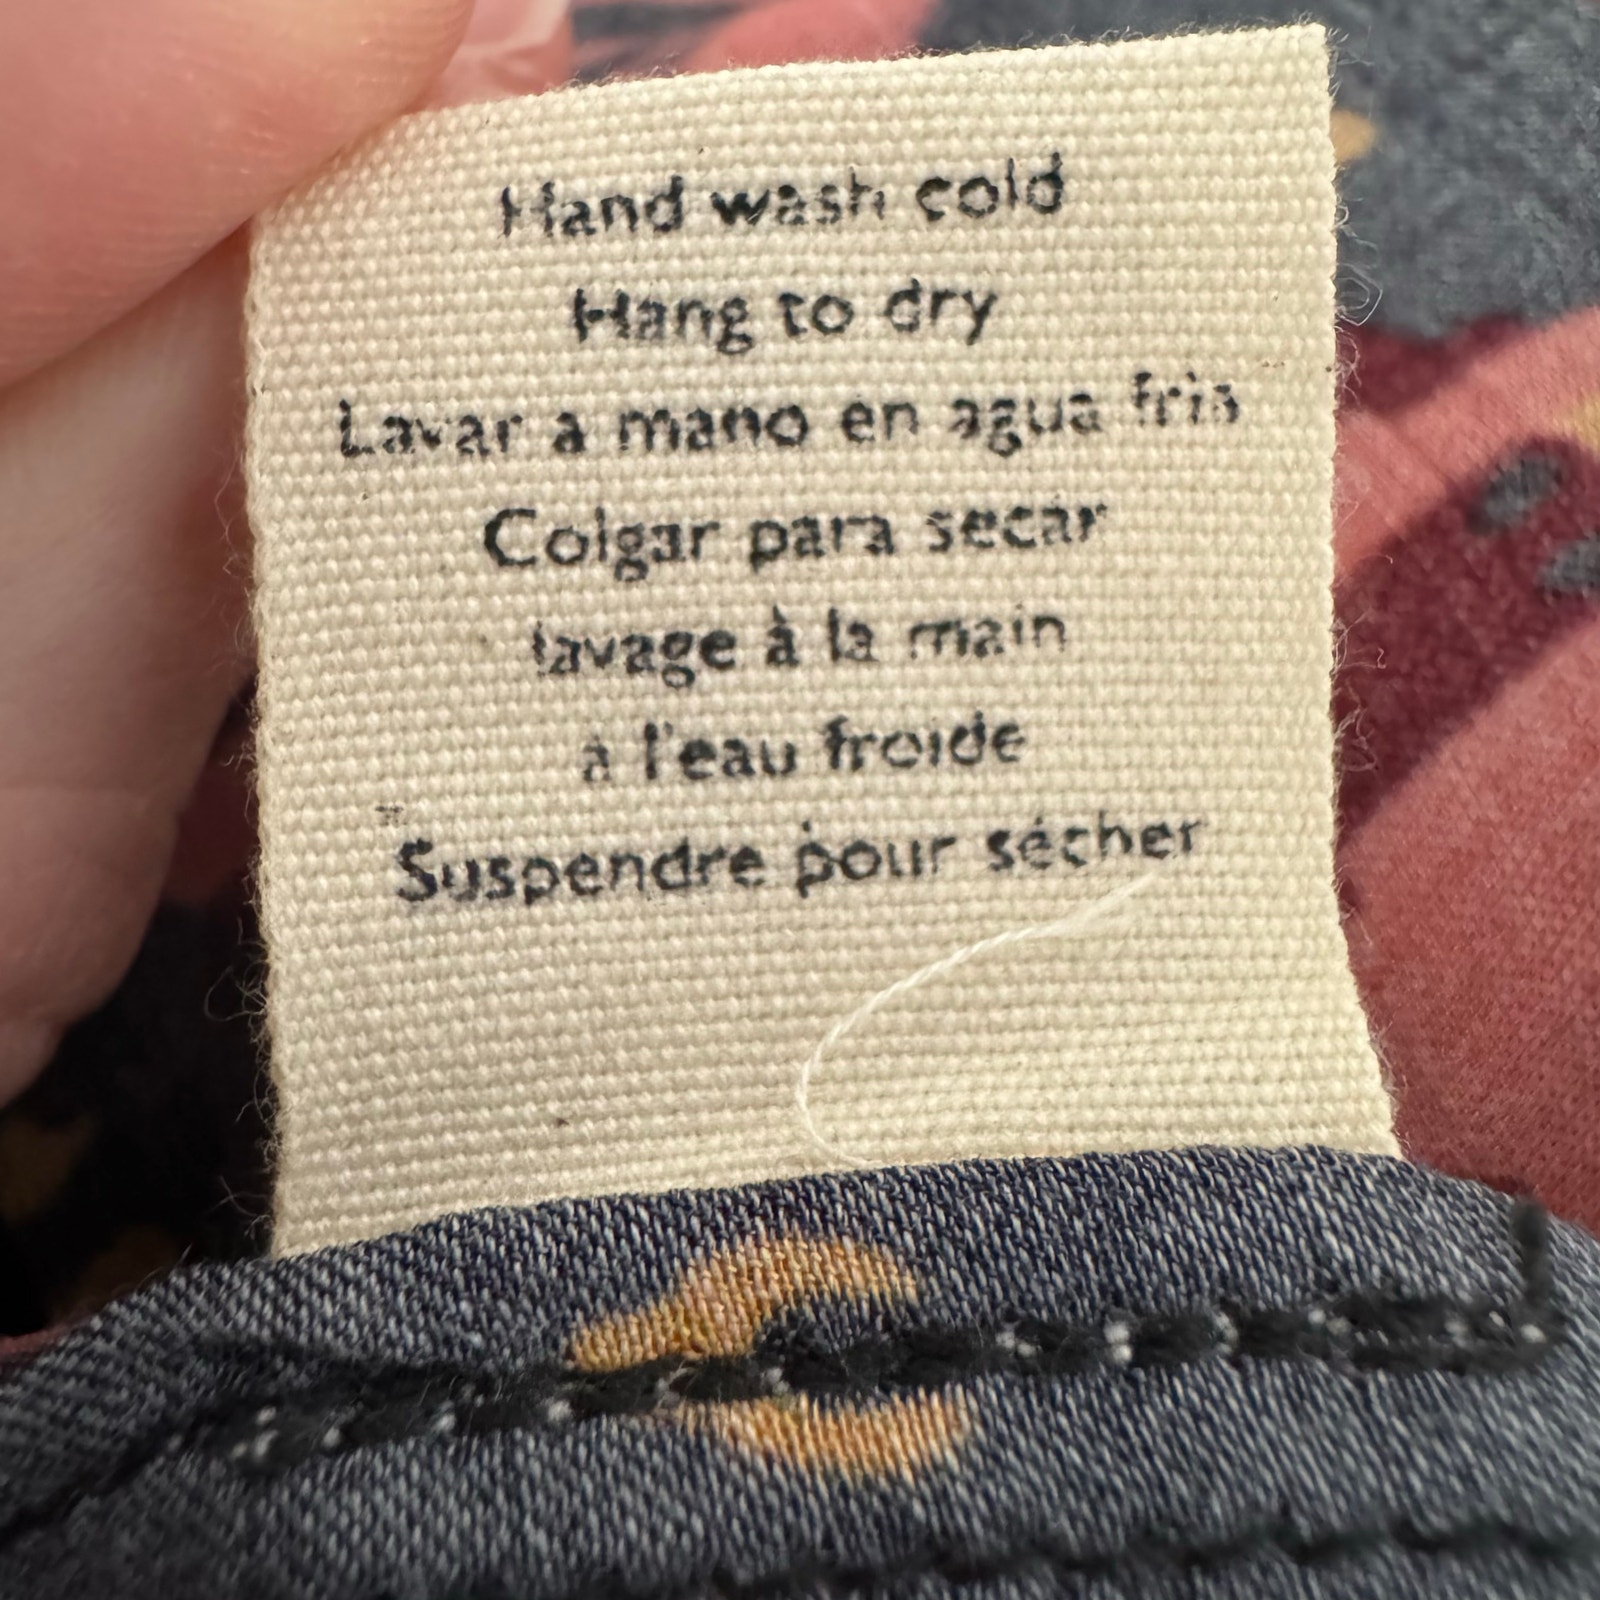 Hand wash cold
Hang to dry
Lavar a mano en agua fria
Colgar para secar
lavage à la main
à l'eau froide
Suspendre pour sécher